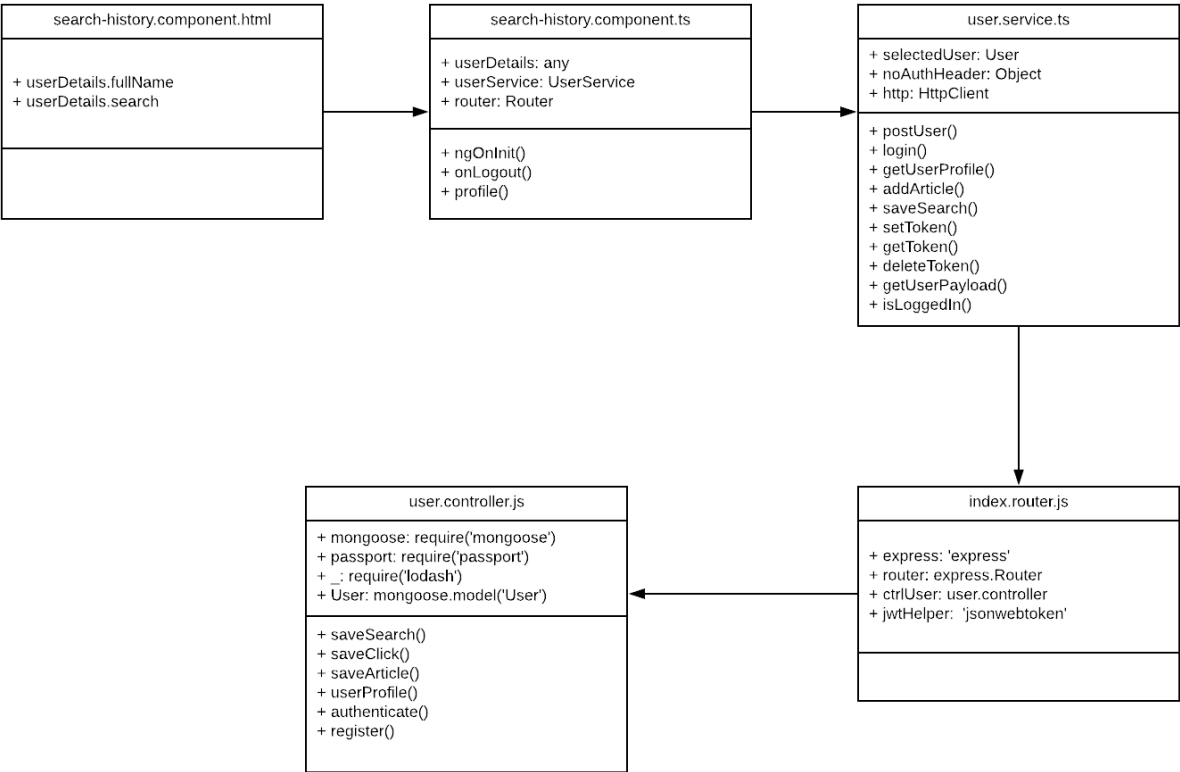 search-history.component.html
+ userDetails.fullName
+ userDetails.search
search-history.component.ts
+ userDetails: any
+ userService: UserService
+ router: Router
+ ngOnInit()
+ onLogout()
+ profile()
user.service.ts
+ selectedUser: User
+ noAuthHeader: Object
+ http: HttpClient
+ postUser()
+ login()
+ getUserProfile()
+ addArticle()
+ saveSearch()
+ setToken()
+ getToken()
+ deleteToken()
+ getUserPayload()
+ isLoggedIn()
user.controller.js
+ mongoose: require('mongoose')
+ passport: require('passport')
+ _: require('lodash')
+ User: mongoose.model('User')
+ saveSearch()
+ saveClick()
+ saveArticle()
+ userProfile()
+ authenticate()
+ register()
index.router.js
+ express: 'express'
+ router: express.Router
+ ctrlUser: user.controller
+ jwtHelper:  'jsonwebtoken'